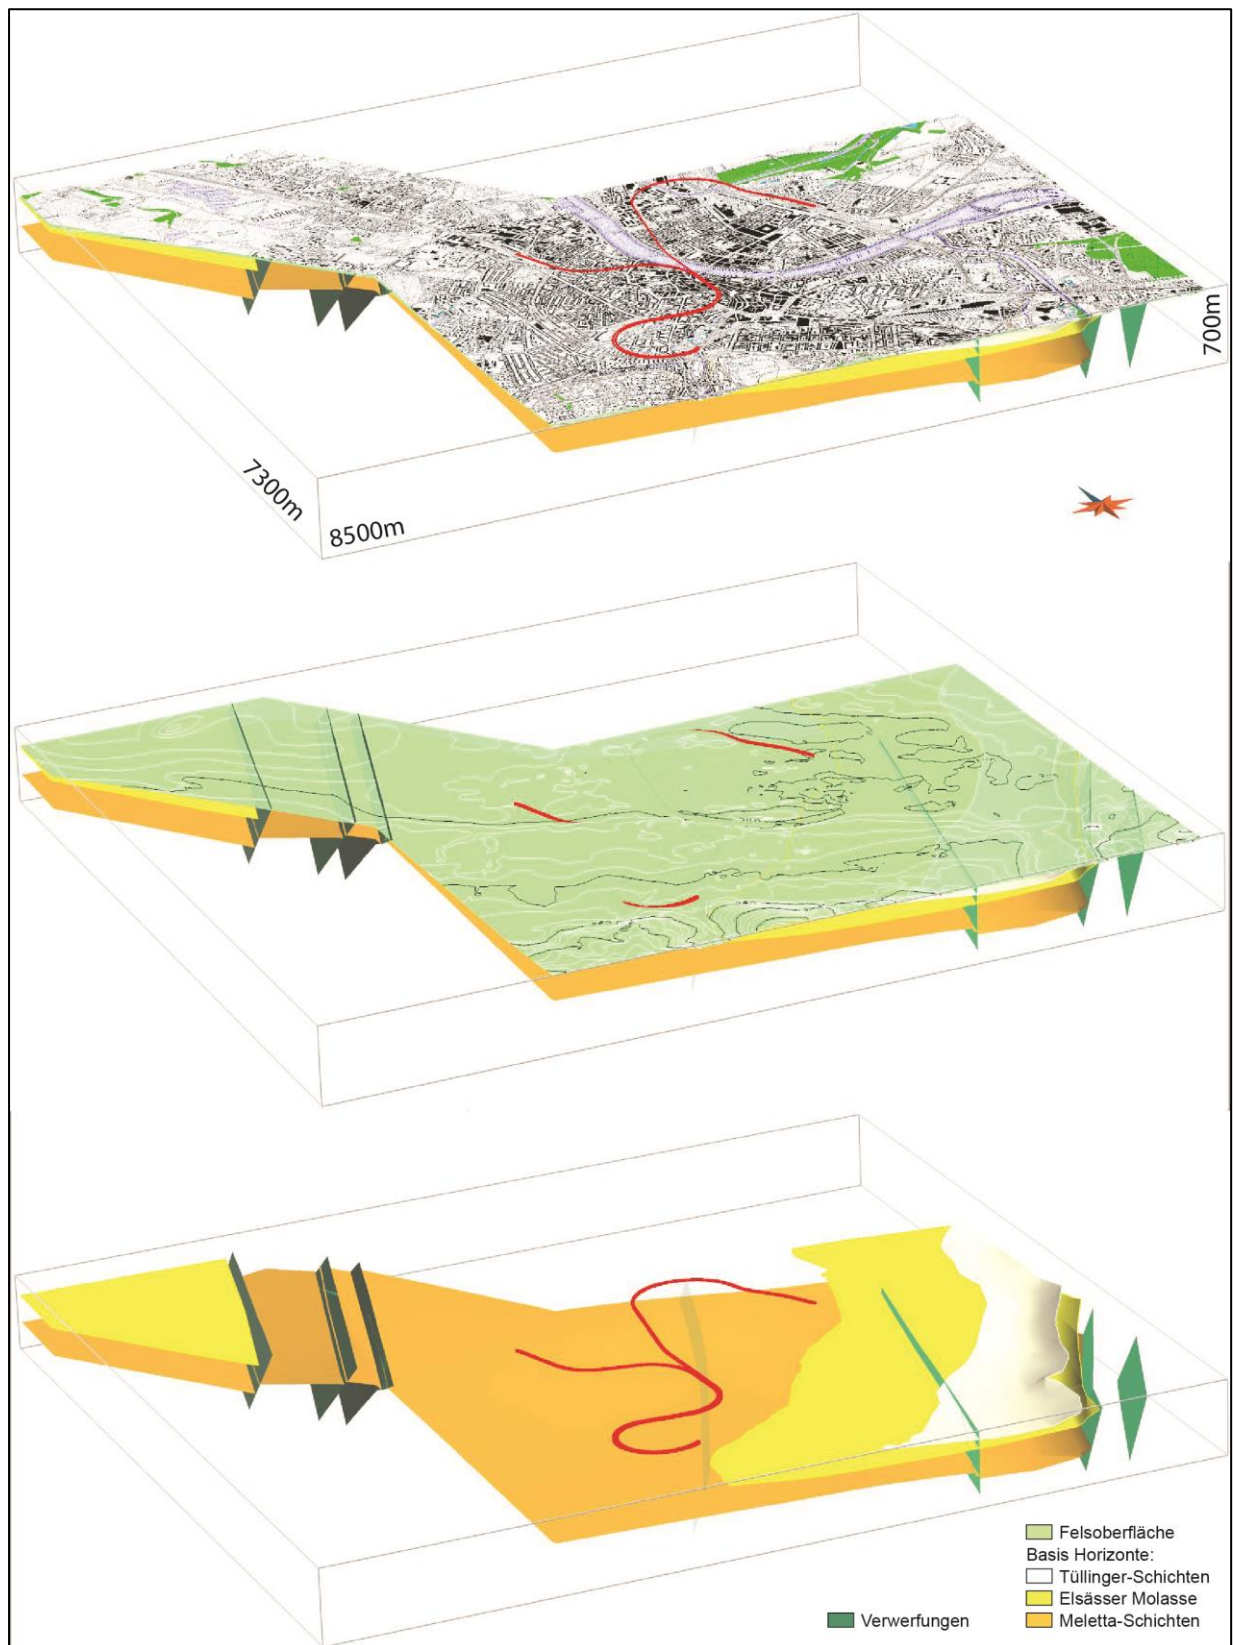 700m
7300m
8500m
Felsoberfläche
Basis Horizonte:
Tüllinger-Schichten
Elsässer Molasse
Verwerfungen
Meletta-Schichten